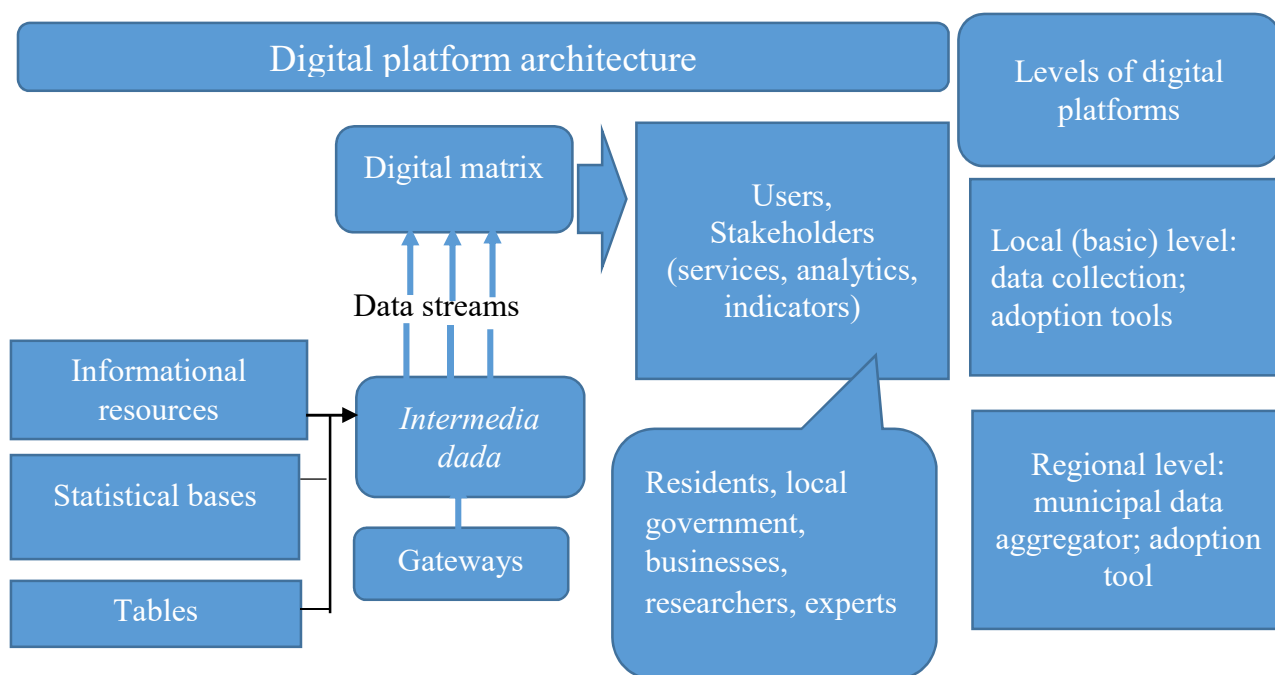 Digital platform architecture
Levels of digital
platforms
Digital matrix
Users,
Stakeholders
(services, analytics,
indicators)
Local (basic) level:
data collection;
adoption tools
Data streams
Informational
resources
Intermedia
dada
Statistical bases
Gateways
Tables
Residents, local
government,
businesses,
researchers, experts
Regional level:
municipal data
aggregator; adoption
tool